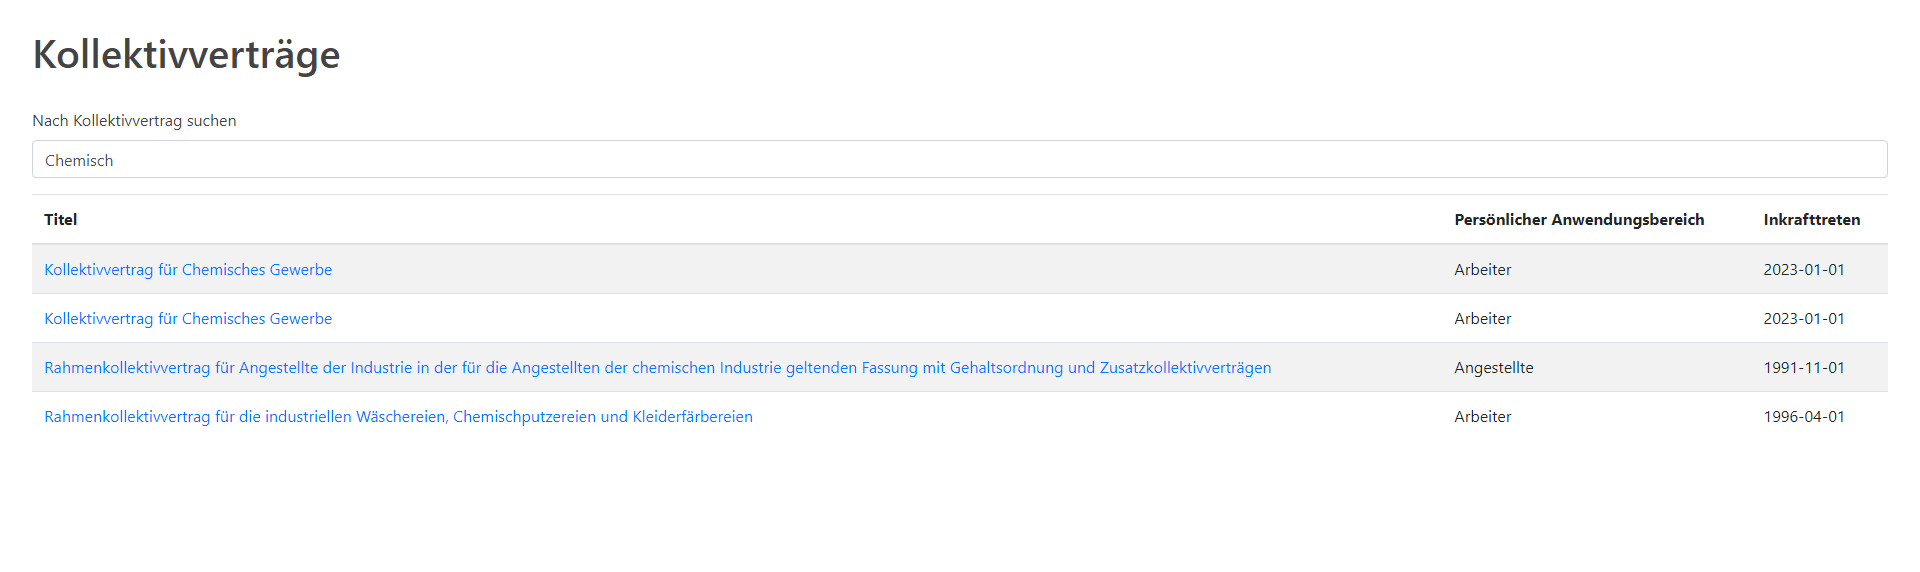 Kollektivverträge
Nach Kollektivvertrag suchen
Chemisch
Titel Persönlicher Anwendungsbereich Inkrafttreten
Kollektivvertrag für Chemisches Gewerbe Arbeiter 2023-01-01
Kollektivvertrag für Chemisches Gewerbe Arbeiter 2023-01-01
Rahmenkollektivvertrag für Angestellte der Industrie in der für die Angestellten der chemischen Industrie geltenden Fassung mit Gehaltsordnung und Zusatzkollektivverträgen Angestellte 1991-11-01
Rahmenkollektivvertrag für die industriellen Wäschereien, Chemischputzereien und Kleiderfärbereien Arbeiter 1996-04-01